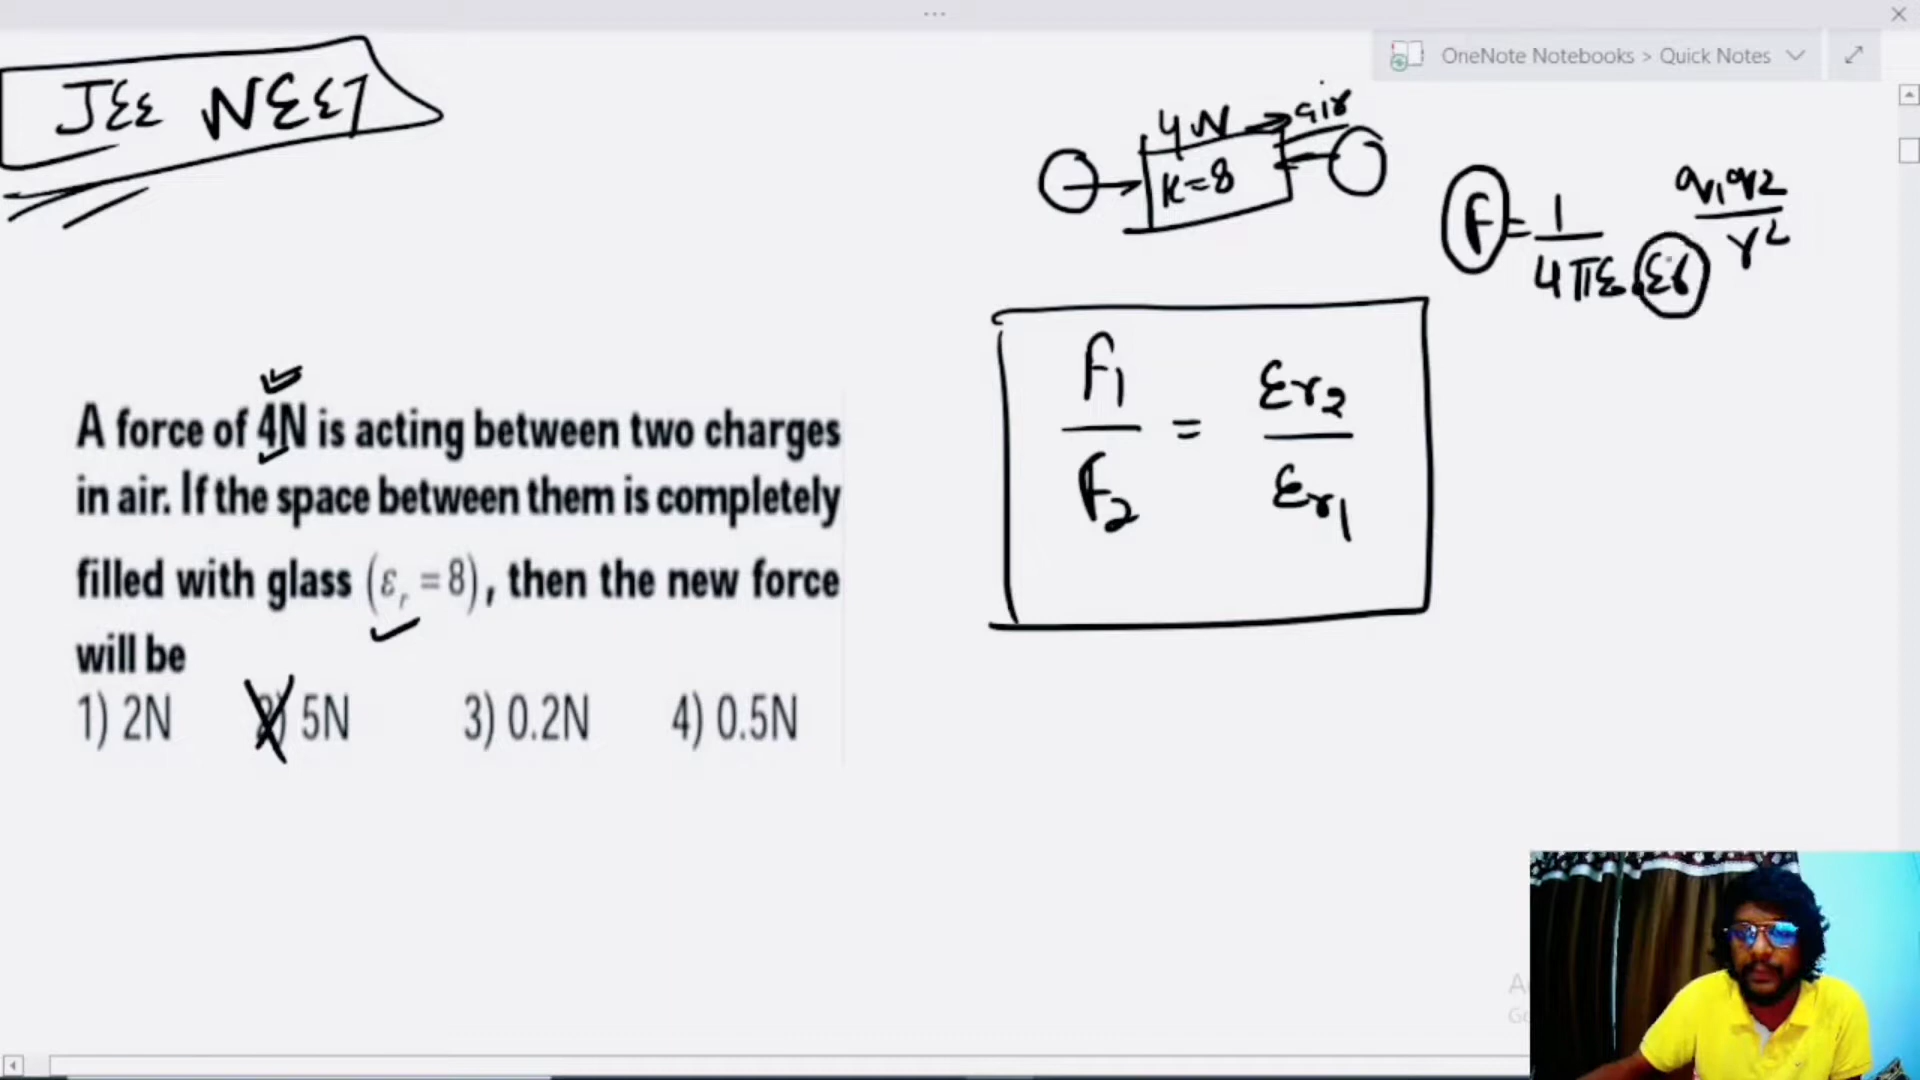 OneNote Notebooks > Quick Notes
JEE NEET
4N → air
K=8
F = 1/4πε.εr q1q2/r²
F1/F2 = εr2/εr1
A force of 4N is acting between two charges
in air. If the space between them is completely
filled with glass (εr = 8), then the new force
will be
1) 2N 2) 5N 3) 0.2N 4) 0.5N